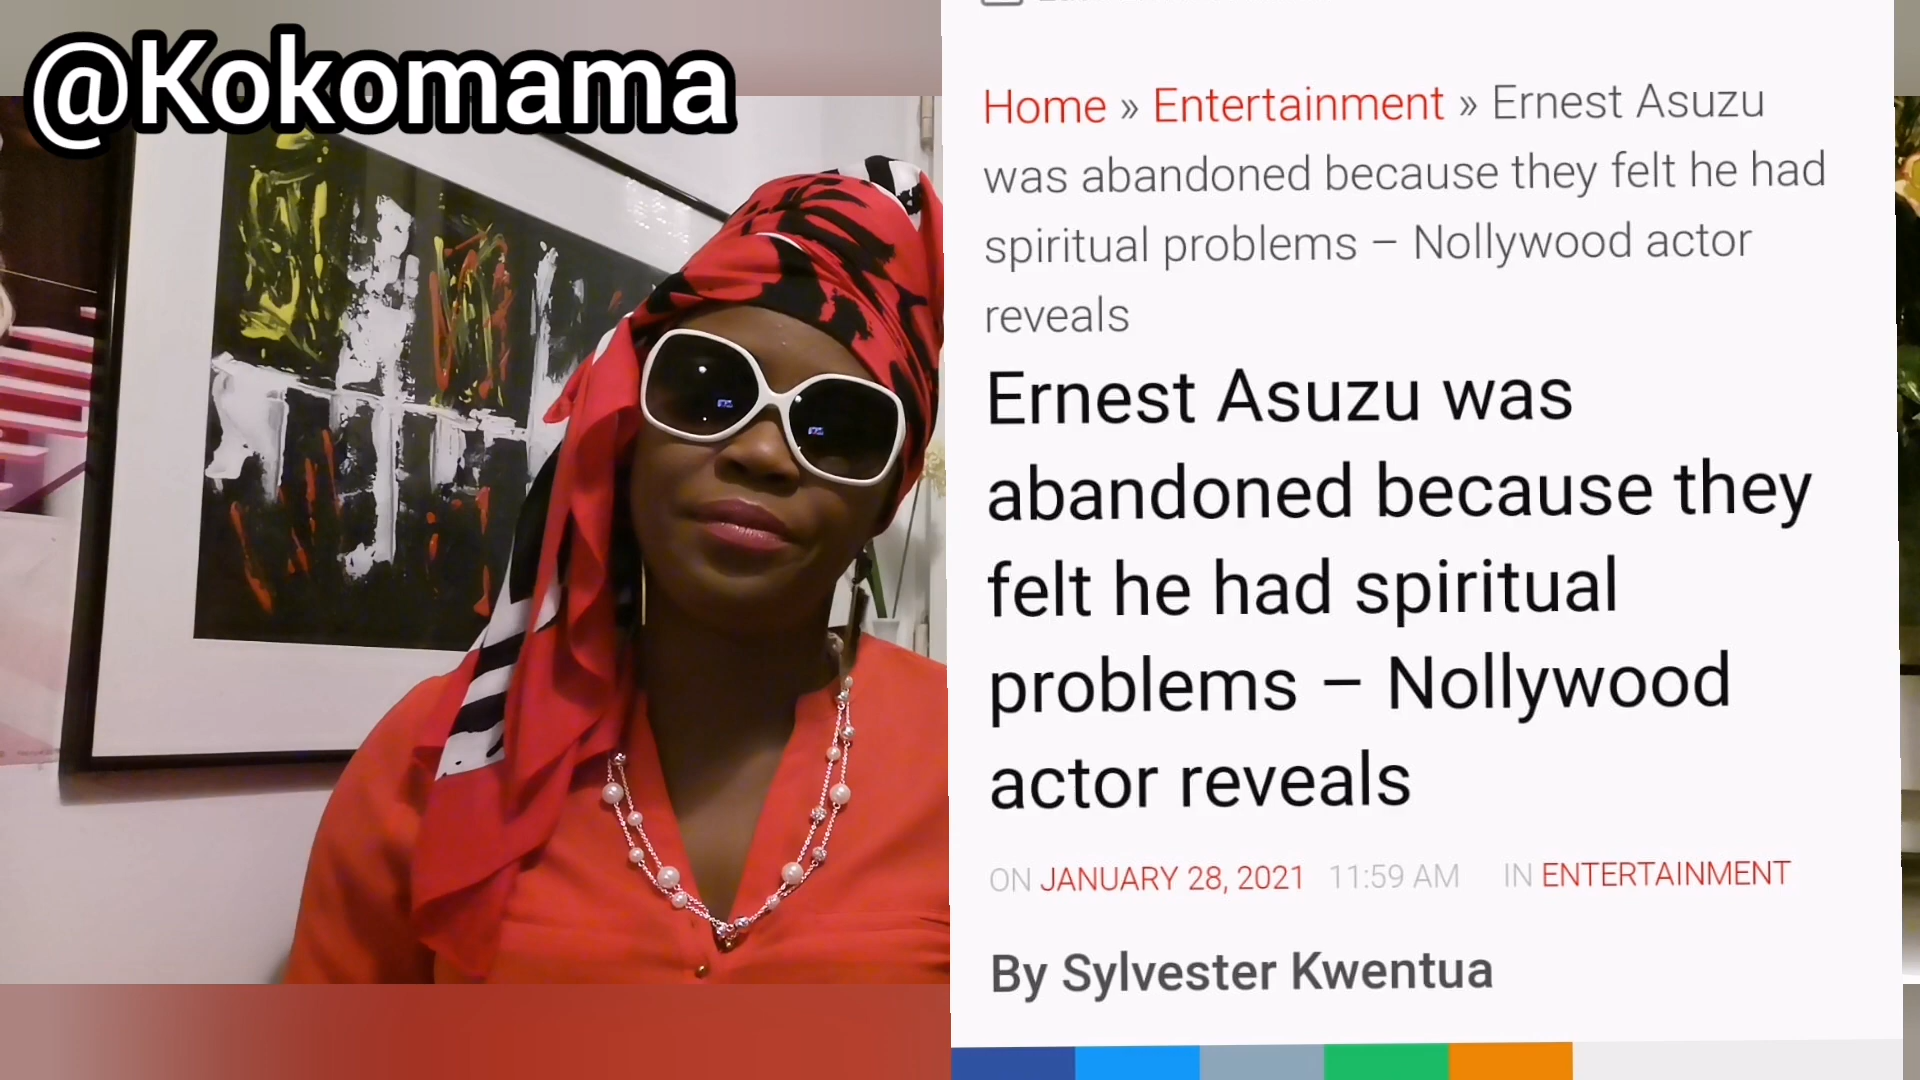 @Kokomama
Home » Entertainment » Ernest Asuzu
was abandoned because they felt he had
spiritual problems – Nollywood actor
reveals
Ernest Asuzu was
abandoned because they
felt he had spiritual
problems – Nollywood
actor reveals
ON JANUARY 28, 2021 11:59 AM IN ENTERTAINMENT
By Sylvester Kwentua